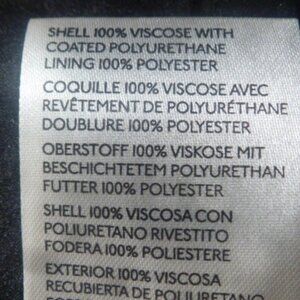 SHELL 100% VISCOSE WITH
COATED POLYURETHANE
LINING 100% POLYESTER
COQUILLE 100% VISCOSE AVEC
REVÊTEMENT DE POLYURÉTHANE
DOUBLURE 100% POLYESTER
OBERSTOFF 100% VISKOSE MIT
BESCHICHTETEM POLYURETHAN
FUTTER 100% POLYESTER
SHELL 100% VISCOSA CON
POLIURETANO RIVESTITO
FODERA 100% POLIESTERE
EXTERIOR 100% VISCOSA
RECUBIERTA DE POLIURETANO